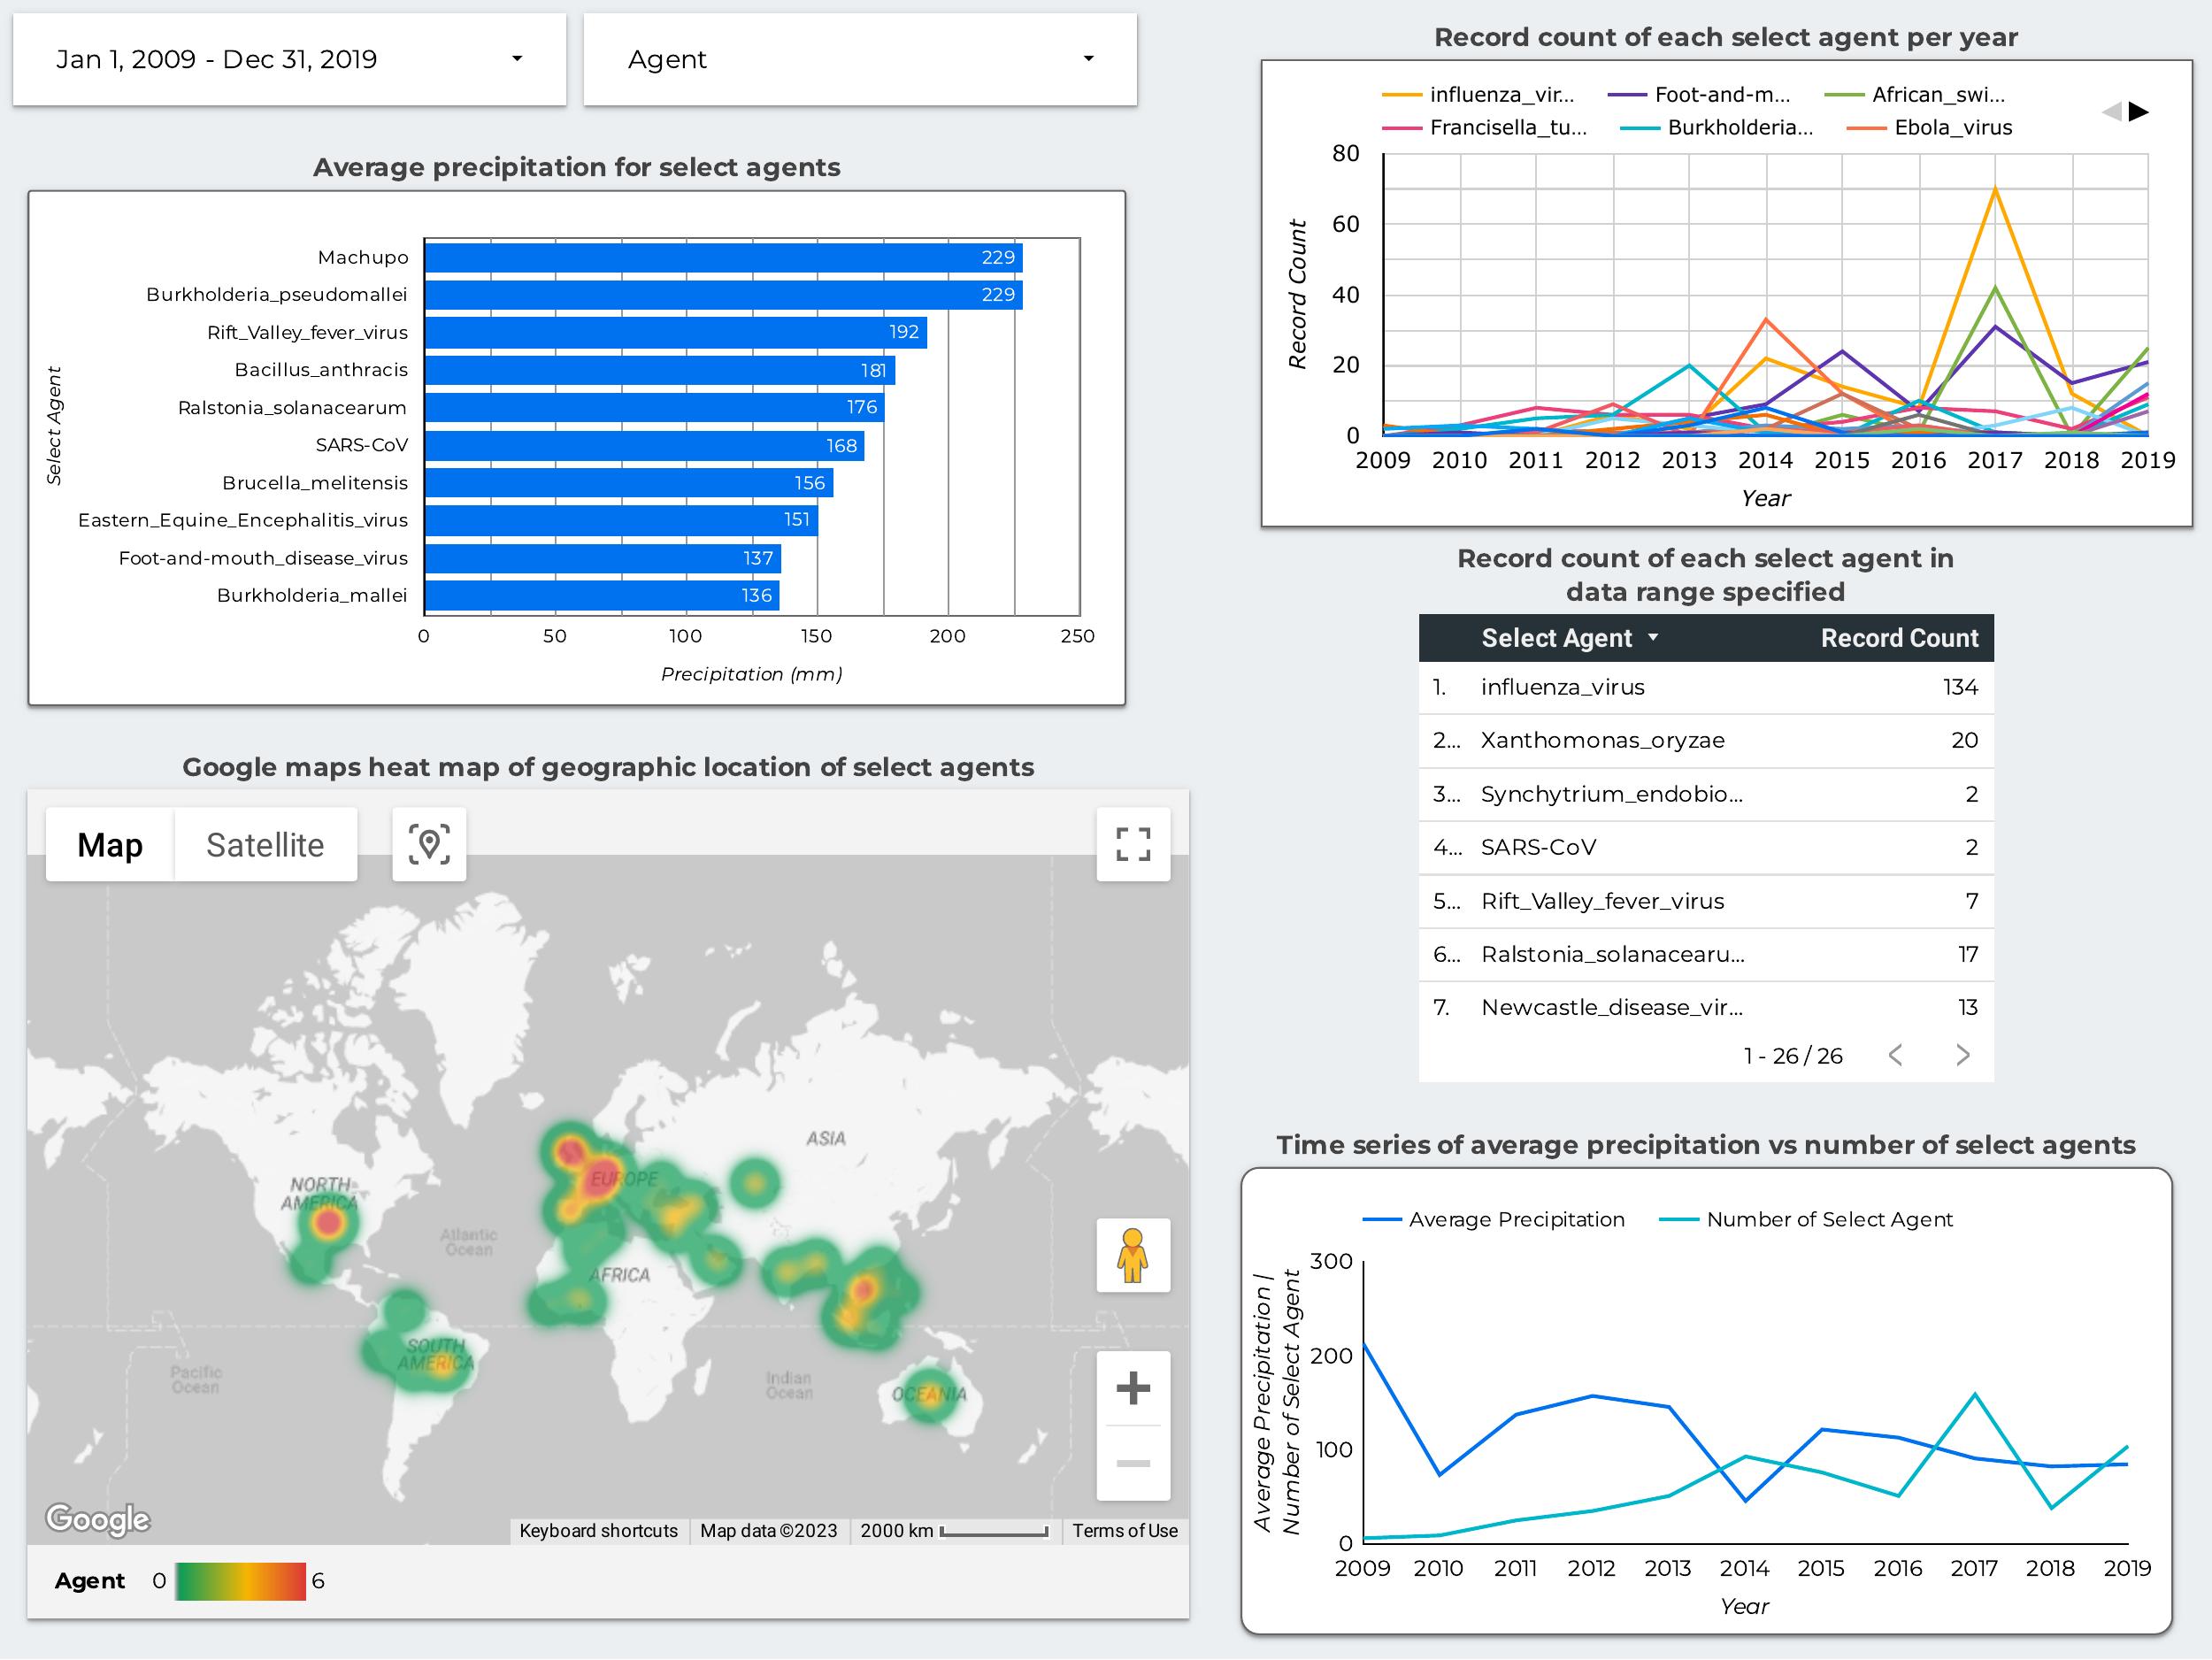 Jan 1, 2009 - Dec 31, 2019
Agent
Average precipitation for select agents
Select Agent
Machupo
229
Burkholderia_pseudomallei
229
Rift_Valley_fever_virus
192
Bacillus_anthracis
181
Ralstonia_solanacearum
176
SARS-CoV
168
Brucella_melitensis
156
Eastern_Equine_Encephalitis_virus
151
Foot-and-mouth_disease_virus
137
Burkholderia_mallei
136
0 50 100 150 200 250
Precipitation (mm)
Google maps heat map of geographic location of select agents
Map Satellite
ASIA
EUROPE
NORTH
AMERICA
Atlantic
Ocean
AFRICA
SOUTH
AMERICA
Pacific
Ocean
Indian
Ocean
OCEANIA
Google
Keyboard shortcuts Map data ©2023 2000 km Terms of Use
Agent 0 6
Record count of each select agent per year
influenza_vir... Foot-and-m... African_swi...
Francisella_tu... Burkholderia... Ebola_virus
Record Count
80
60
40
20
0
2009 2010 2011 2012 2013 2014 2015 2016 2017 2018 2019
Year
Record count of each select agent in
data range specified
Select Agent Record Count
1. influenza_virus 134
2... Xanthomonas_oryzae 20
3... Synchytrium_endobio... 2
4... SARS-CoV 2
5... Rift_Valley_fever_virus 7
6... Ralstonia_solanacearu... 17
7. Newcastle_disease_vir... 13
1 - 26 / 26
Time series of average precipitation vs number of select agents
Average Precipitation Number of Select Agent
Average Precipitation |
Number of Select Agent
300
200
100
0
2009 2010 2011 2012 2013 2014 2015 2016 2017 2018 2019
Year